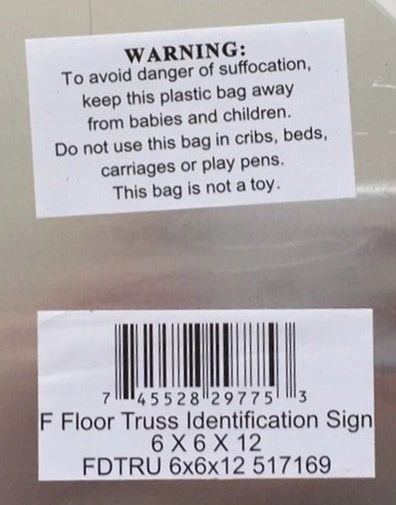 WARNING:
To avoid danger of suffocation,
keep this plastic bag away
from babies and children.
Do not use this bag in cribs, beds,
carriages or play pens.
This bag is not a toy.
7 45528 29775 3
F Floor Truss Identification Sign
6 X 6 X 12
FDTRU 6x6x12 517169